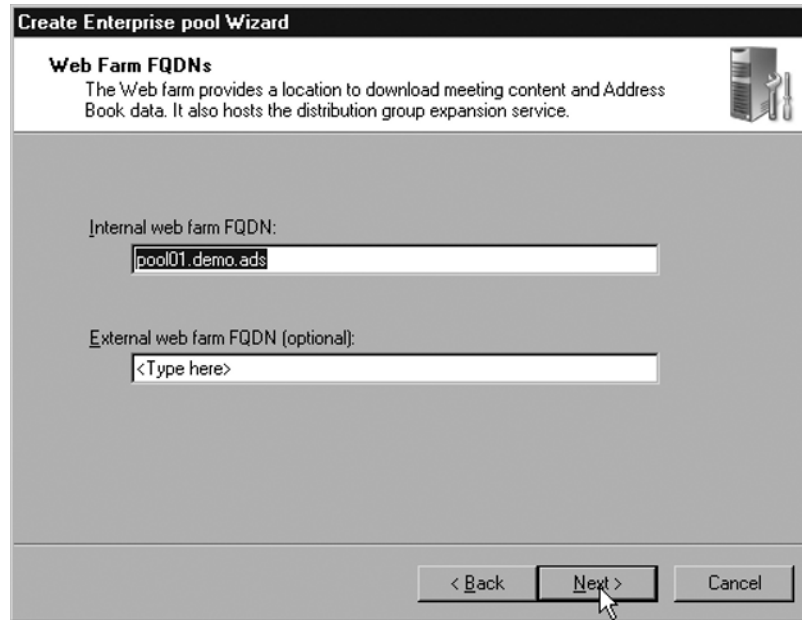 Create Enterprise pool Wizard
Web Farm FQDNs
The Web farm provides a location to download meeting content and Address
Book data. It also hosts the distribution group expansion service.
Internal web farm FQDN:
pool01.demo.ads
External web farm FQDN (optional):
<Type here>
< Back
Next >
Cancel